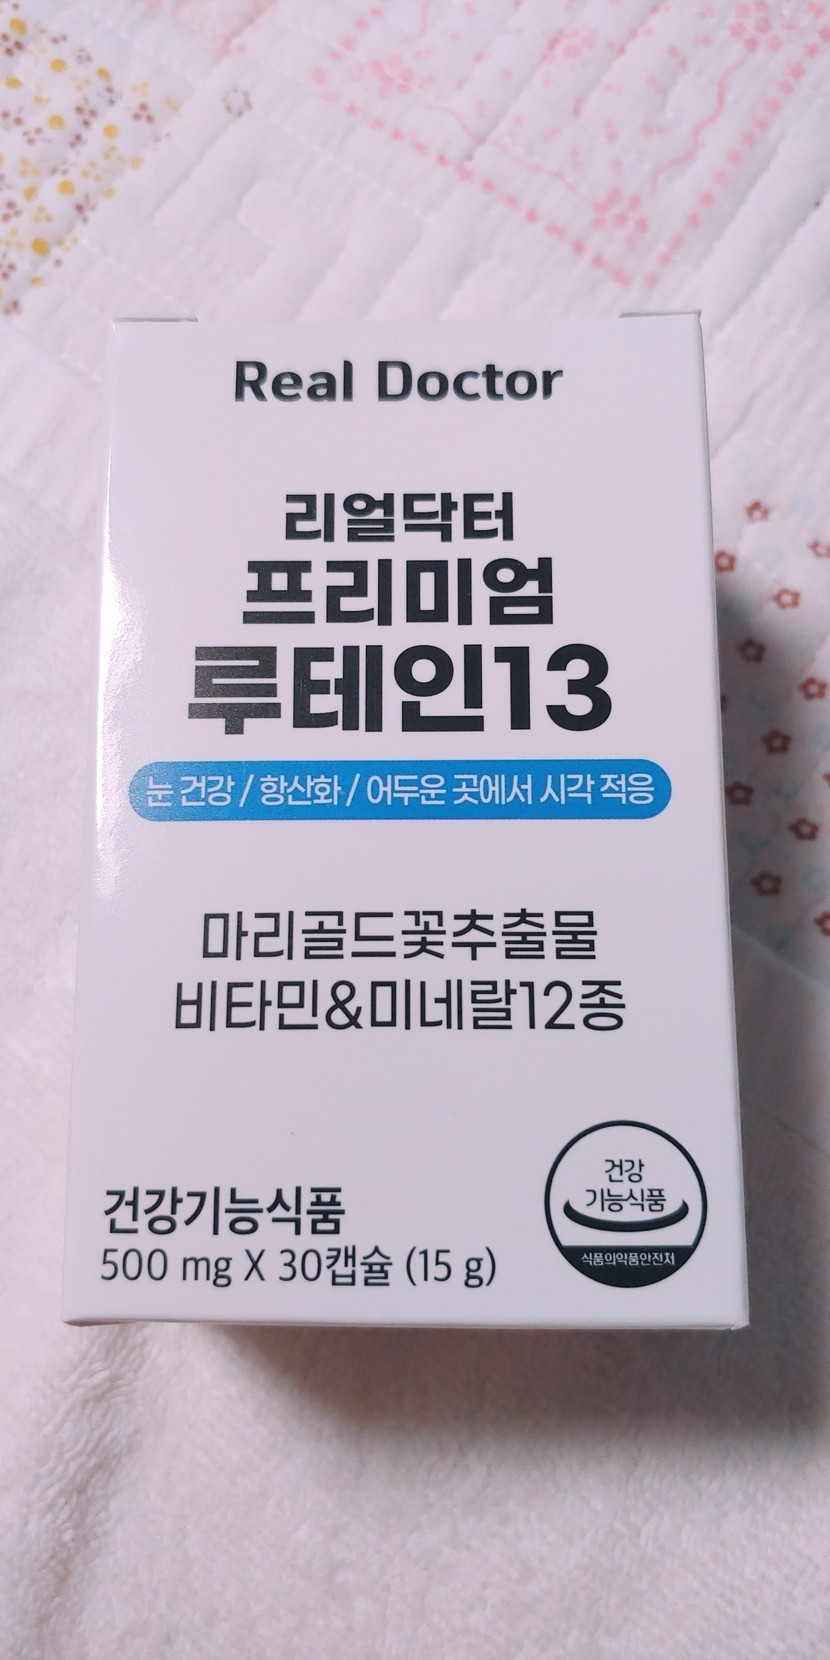 Real Doctor
리얼닥터
프리미엄
루테인13
눈 건강 / 항산화 / 어두운 곳에서 시각 적응
마리골드꽃추출물
비타민&미네랄12종
건강기능식품
500 mg X 30캡슐 (15 g)
건강
기능식품
식품의약품안전처